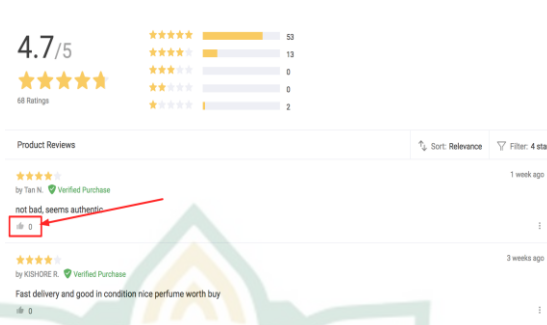 4.7/5
68 Ratings
53
13
0
0
2
Product Reviews
Sort: Relevance
Filter: 4 sta
1 week ago
by Tan N. Verified Purchase
not bad, seems authentic
0
3 weeks ago
by KISHORE R. Verified Purchase
Fast delivery and good in condition nice perfume worth buy
0